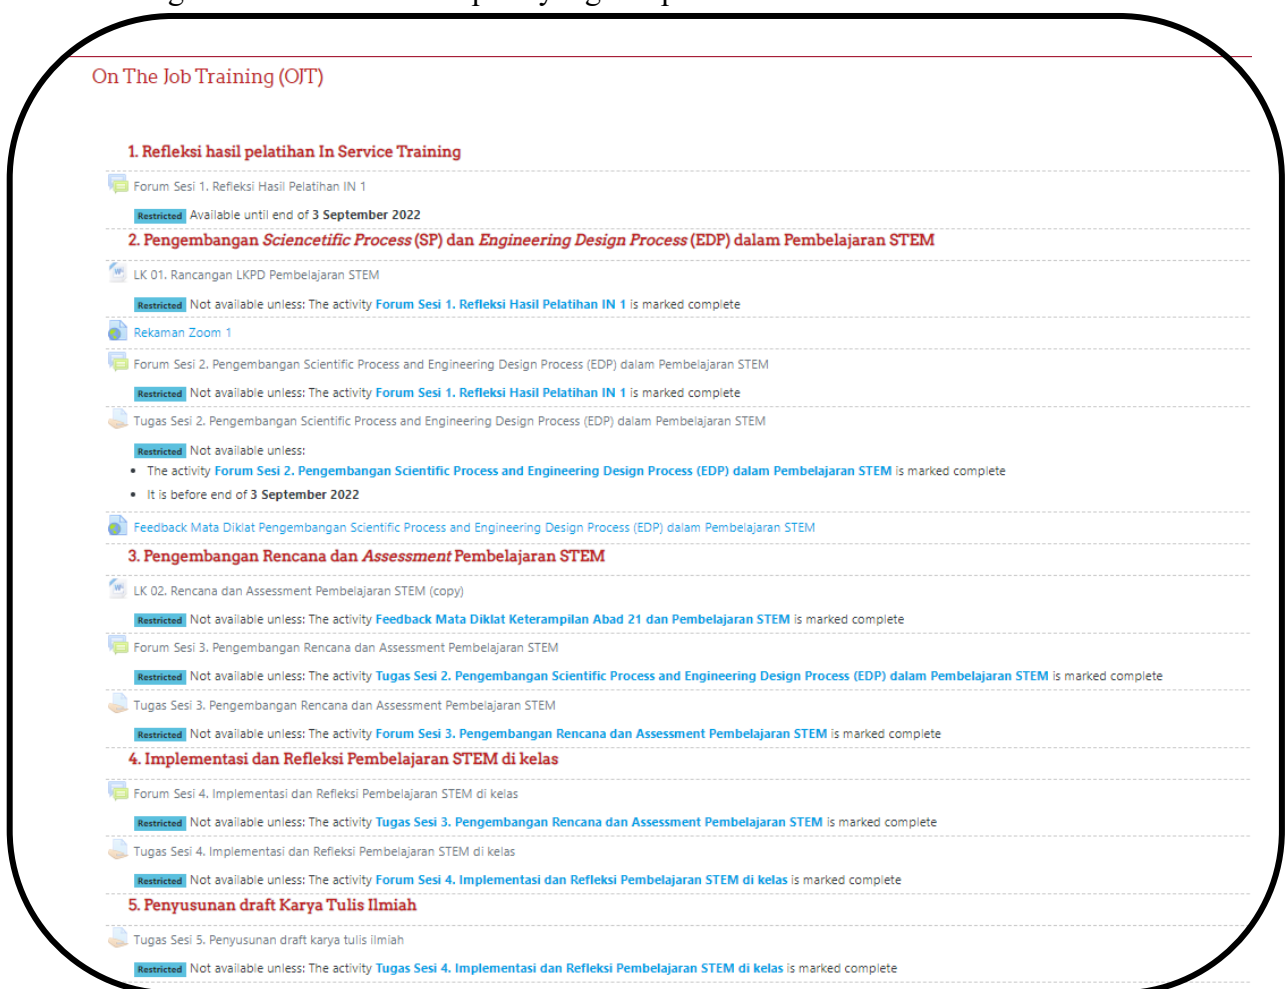 On The Job Training (OJT)
1. Refleksi hasil pelatihan In Service Training
Forum Sesi 1. Refleksi Hasil Pelatihan IN 1
Restricted Available until end of 3 September 2022
2. Pengembangan Sciencetific Process (SP) dan Engineering Design Process (EDP) dalam Pembelajaran STEM
LK 01. Rancangan LKPD Pembelajaran STEM
Restricted Not available unless: The activity Forum Sesi 1. Refleksi Hasil Pelatihan IN 1 is marked complete
Rekaman Zoom 1
Forum Sesi 2. Pengembangan Scientific Process and Engineering Design Process (EDP) dalam Pembelajaran STEM
Restricted Not available unless: The activity Forum Sesi 1. Refleksi Hasil Pelatihan IN 1 is marked complete
Tugas Sesi 2. Pengembangan Scientific Process and Engineering Design Process (EDP) dalam Pembelajaran STEM
Restricted Not available unless:
• The activity Forum Sesi 2. Pengembangan Scientific Process and Engineering Design Process (EDP) dalam Pembelajaran STEM is marked complete
• It is before end of 3 September 2022
Feedback Mata Diklat Pengembangan Scientific Process and Engineering Design Process (EDP) dalam Pembelajaran STEM
3. Pengembangan Rencana dan Assessment Pembelajaran STEM
LK 02. Rencana dan Assessment Pembelajaran STEM (copy)
Restricted Not available unless: The activity Feedback Mata Diklat Keterampilan Abad 21 dan Pembelajaran STEM is marked complete
Forum Sesi 3. Pengembangan Rencana dan Assessment Pembelajaran STEM
Restricted Not available unless: The activity Tugas Sesi 2. Pengembangan Scientific Process and Engineering Design Process (EDP) dalam Pembelajaran STEM is marked complete
Tugas Sesi 3. Pengembangan Rencana dan Assessment Pembelajaran STEM
Restricted Not available unless: The activity Forum Sesi 3. Pengembangan Rencana dan Assessment Pembelajaran STEM is marked complete
4. Implementasi dan Refleksi Pembelajaran STEM di kelas
Forum Sesi 4. Implementasi dan Refleksi Pembelajaran STEM di kelas
Restricted Not available unless: The activity Tugas Sesi 3. Pengembangan Rencana dan Assessment Pembelajaran STEM is marked complete
Tugas Sesi 4. Implementasi dan Refleksi Pembelajaran STEM di kelas
Restricted Not available unless: The activity Forum Sesi 4. Implementasi dan Refleksi Pembelajaran STEM di kelas is marked complete
5. Penyusunan draft Karya Tulis Ilmiah
Tugas Sesi 5. Penyusunan draft karya tulis ilmiah
Restricted Not available unless: The activity Tugas Sesi 4. Implementasi dan Refleksi Pembelajaran STEM di kelas is marked complete